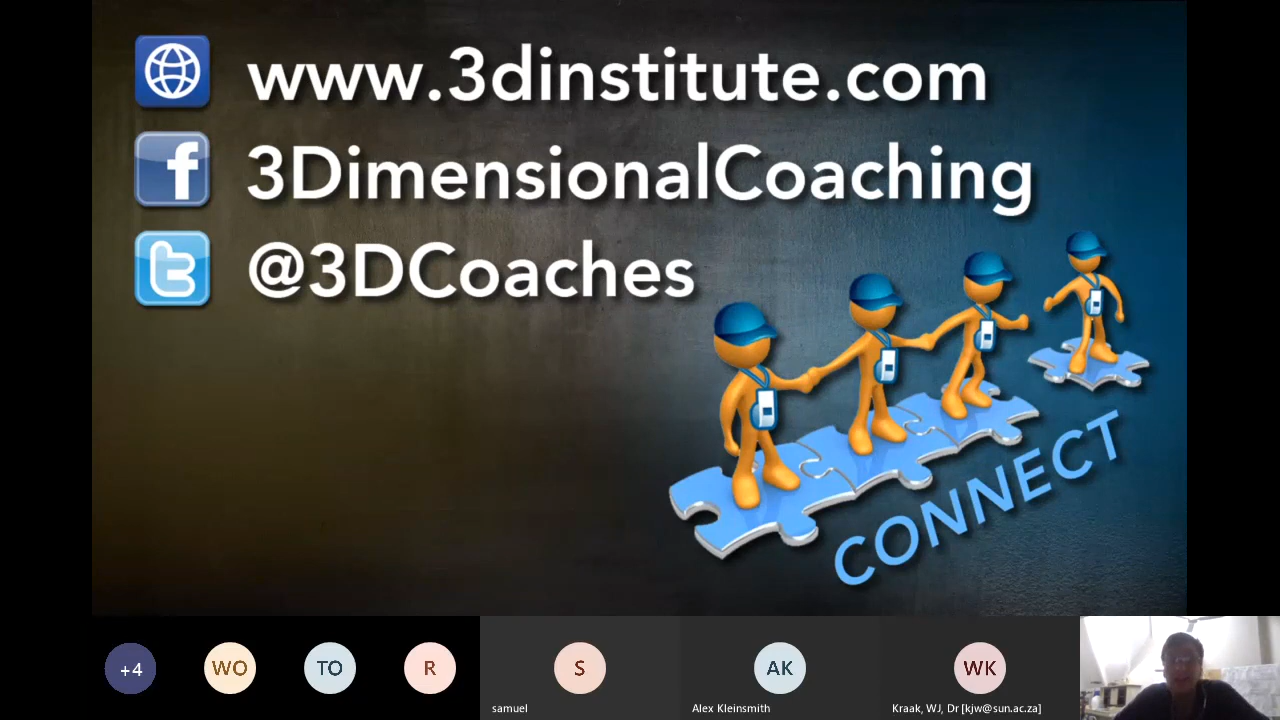 www.3dinstitute.com
f 3DimensionalCoaching
t @3DCoaches
CONNECT
+4
WO
TO
R
S
AK
WK
samuel
Alex Kleinsmith
Kraak, WJ, Dr [kjw@sun.ac.za]